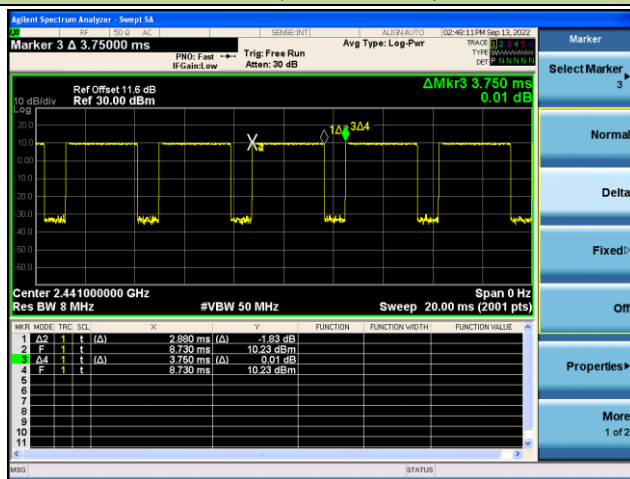 Agilent Spectrum Analyzer - Swept SA
RF 50 Ω AC SENSE:INT ALIGN AUTO 02:48:11 PM Sep 13, 2022
Marker 3 Δ 3.75000 ms
PNO: Fast Trig: Free Run
IFGain:Low Atten: 30 dB
Avg Type: Log-Pwr
TRACE 1 2 3 4 5 6
TYPE
DET P N N N N N
ΔMkr3 3.750 ms
0.01 dB
Ref Offset 11.6 dB
10 dB/div Ref 30.00 dBm
Log
20.0
10.0
0.00
-10.0
-20.0
-30.0
-40.0
-50.0
-60.0
1Δ2 3Δ4
Center 2.441000000 GHz Span 0 Hz
Res BW 8 MHz #VBW 50 MHz Sweep 20.00 ms (2001 pts)
MKR MODE TRC SCL X Y FUNCTION FUNCTION WIDTH FUNCTION VALUE
1 Δ2 1 t (Δ) 2.880 ms (Δ) -1.83 dB
2 F 1 t 8.730 ms 10.23 dBm
3 Δ4 1 t (Δ) 3.750 ms (Δ) 0.01 dB
4 F 1 t 8.730 ms 10.23 dBm
5
6
7
8
9
10
11
MSG STATUS
Marker
Select Marker
3
Normal
Delta
Fixed
Off
Properties
More
1 of 2